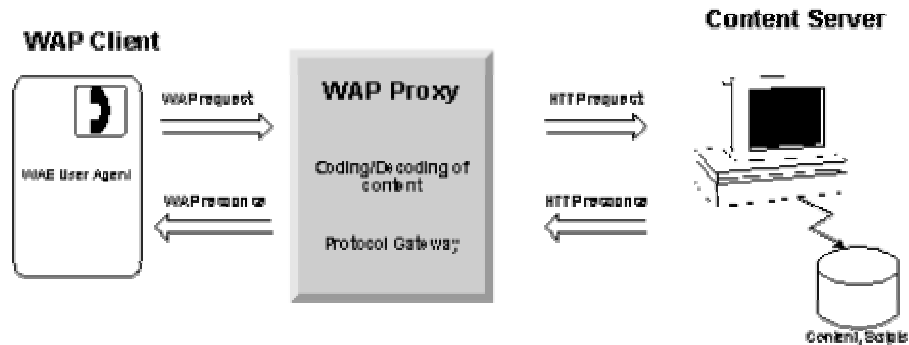 WAP Client
WAE User Agent
WAP request
WAP response
WAP Proxy
Coding/Decoding of
content
Protocol Gateway
HTTP request
HTTP response
Content Server
Content, Scripts